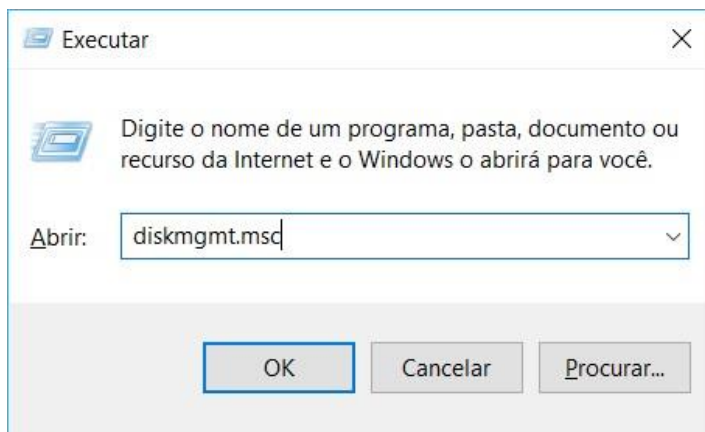 Executar
Digite o nome de um programa, pasta, documento ou
recurso da Internet e o Windows o abrirá para você.
Abrir: diskmgmt.msc
OK Cancelar Procurar...